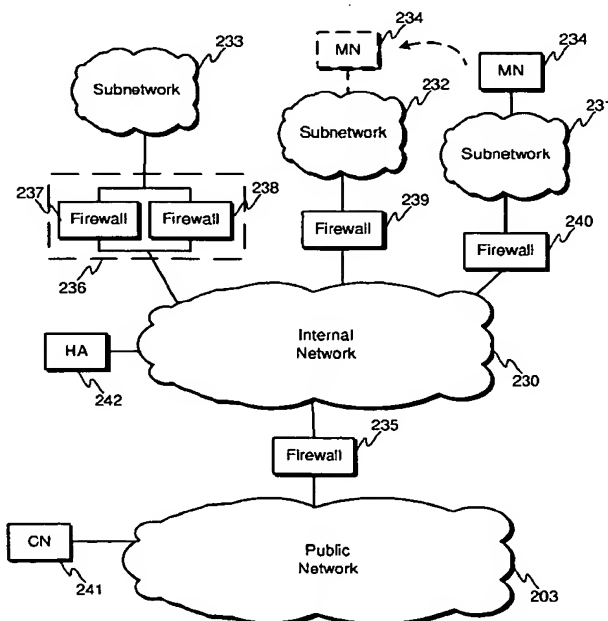 233
Subnetwork
234
MN
234
MN
232
Subnetwork
231
Subnetwork
237
Firewall
Firewall
238
236
239
Firewall
240
Firewall
HA
242
Internal
Network
230
235
Firewall
CN
241
Public
Network
203